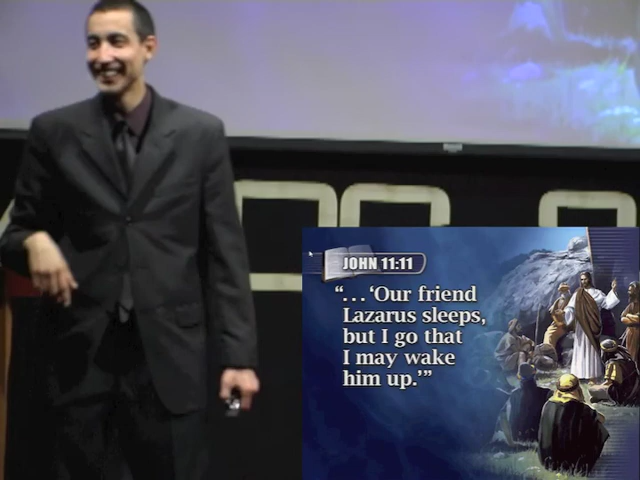 JOHN 11:11
“. . . ‘Our friend
Lazarus sleeps,
but I go that
I may wake
him up.’”